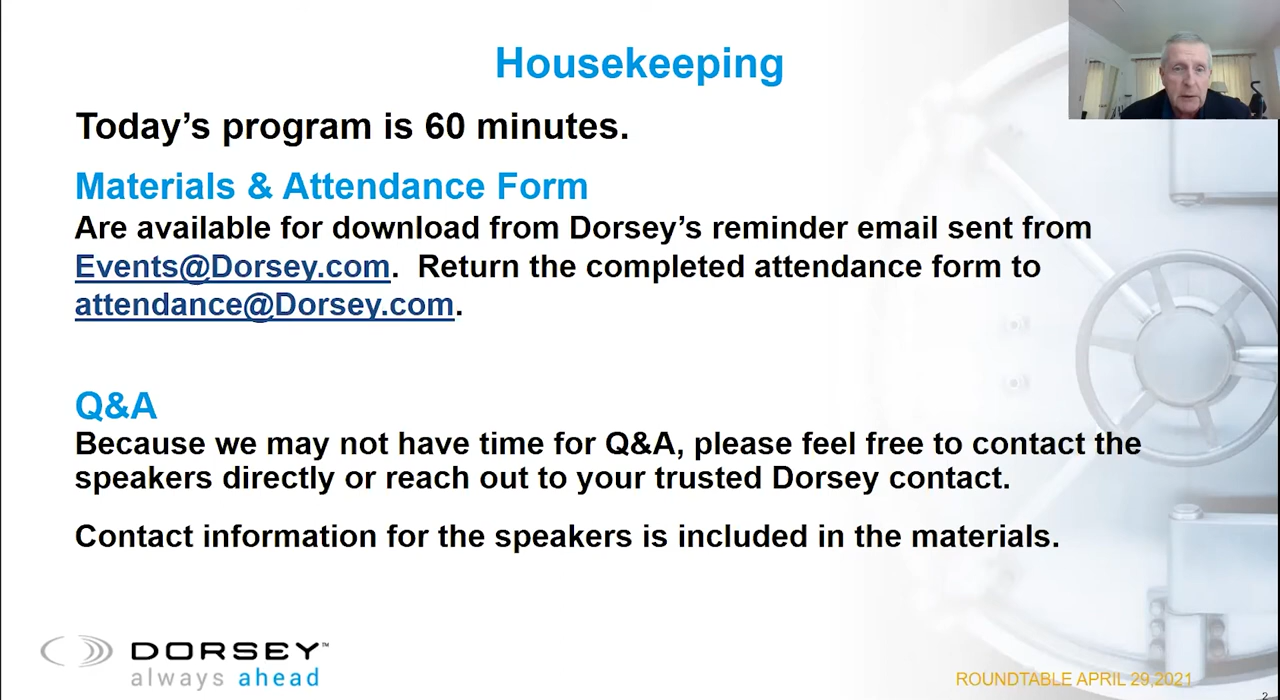 Housekeeping
Today’s program is 60 minutes.
Materials & Attendance Form
Are available for download from Dorsey’s reminder email sent from
Events@Dorsey.com.  Return the completed attendance form to
attendance@Dorsey.com.
Q&A
Because we may not have time for Q&A, please feel free to contact the
speakers directly or reach out to your trusted Dorsey contact.
Contact information for the speakers is included in the materials.
DORSEY™
always ahead
ROUNDTABLE APRIL 29,2021
2